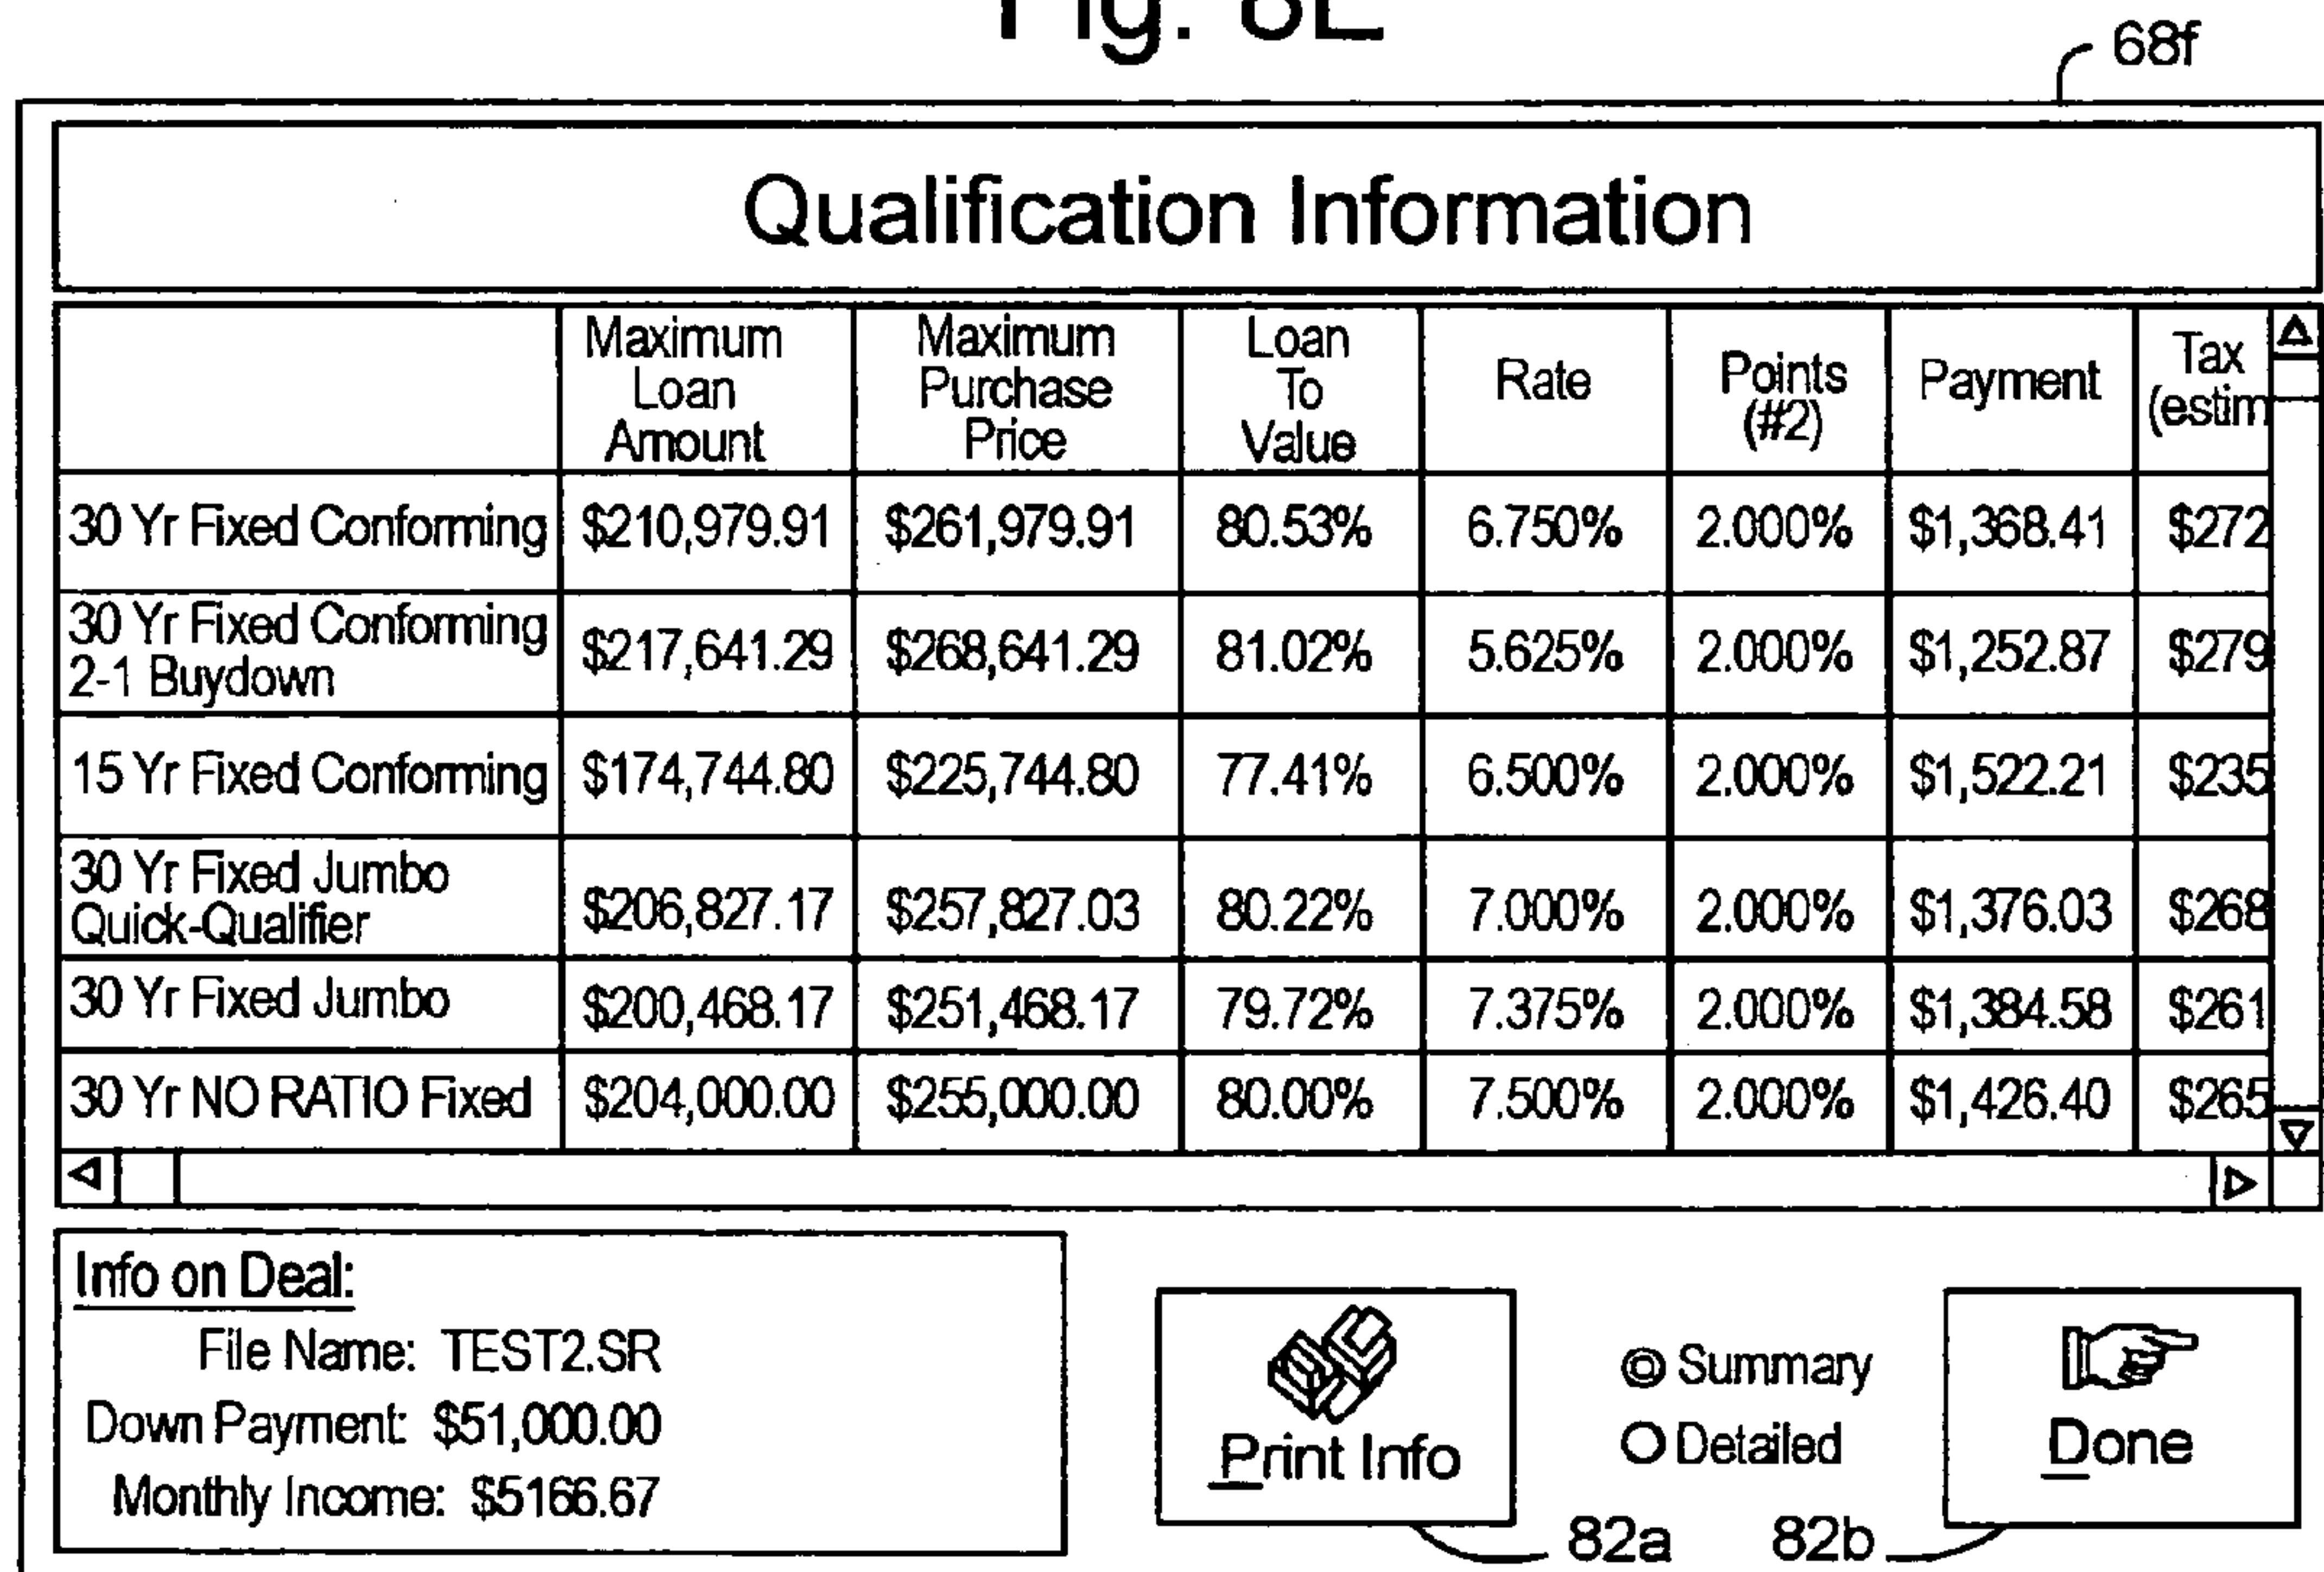 Fig. 8E
68f
Qualification Information
Maximum Loan Amount Maximum Purchase Price Loan To Value Rate Points (#2) Payment Tax (estim
30 Yr Fixed Conforming $210,979.91 $261,979.91 80.53% 6.750% 2.000% $1,368.41 $272
30 Yr Fixed Conforming 2-1 Buydown $217,641.29 $268,641.29 81.02% 5.625% 2.000% $1,252.87 $279
15 Yr Fixed Conforming $174,744.80 $225,744.80 77.41% 6.500% 2.000% $1,522.21 $235
30 Yr Fixed Jumbo Quick-Qualifier $206,827.17 $257,827.03 80.22% 7.000% 2.000% $1,376.03 $268
30 Yr Fixed Jumbo $200,468.17 $251,468.17 79.72% 7.375% 2.000% $1,384.58 $261
30 Yr NO RATIO Fixed $204,000.00 $255,000.00 80.00% 7.500% 2.000% $1,426.40 $265
Info on Deal:
File Name: TEST2.SR
Down Payment: $51,000.00
Monthly Income: $5166.67
Print Info
Summary
Detailed
Done
82a
82b